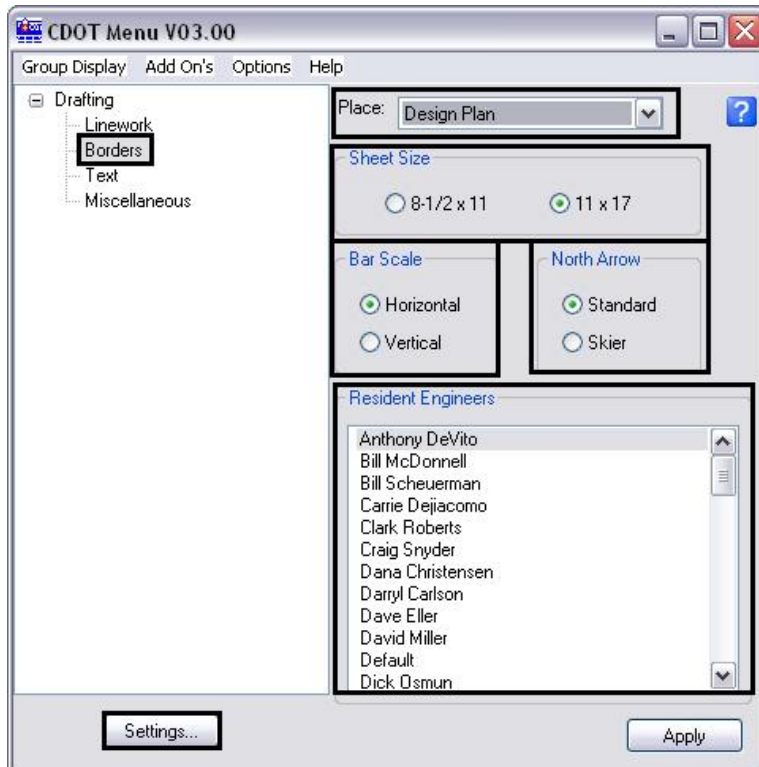 CDOT Menu V03.00
Group Display Add On's Options Help
Drafting
Linework
Borders
Text
Miscellaneous
Place: Design Plan
?
Sheet Size
8-1/2 x 11 11 x 17
Bar Scale
Horizontal
Vertical
North Arrow
Standard
Skier
Resident Engineers
Anthony DeVito
Bill McDonnell
Bill Scheuerman
Carrie Dejiacomo
Clark Roberts
Craig Snyder
Dana Christensen
Darryl Carlson
Dave Eller
David Miller
Default
Dick Osmun
Settings... Apply